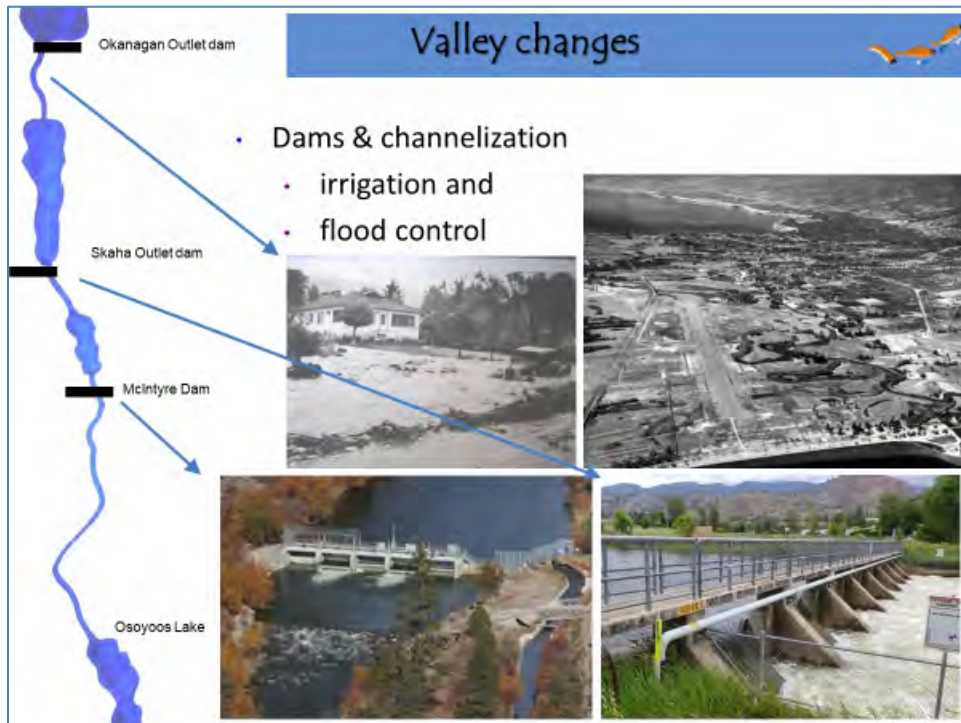 Valley changes
Okanagan Outlet dam
• Dams & channelization
• irrigation and
• flood control
Skaha Outlet dam
McIntyre Dam
Osoyoos Lake